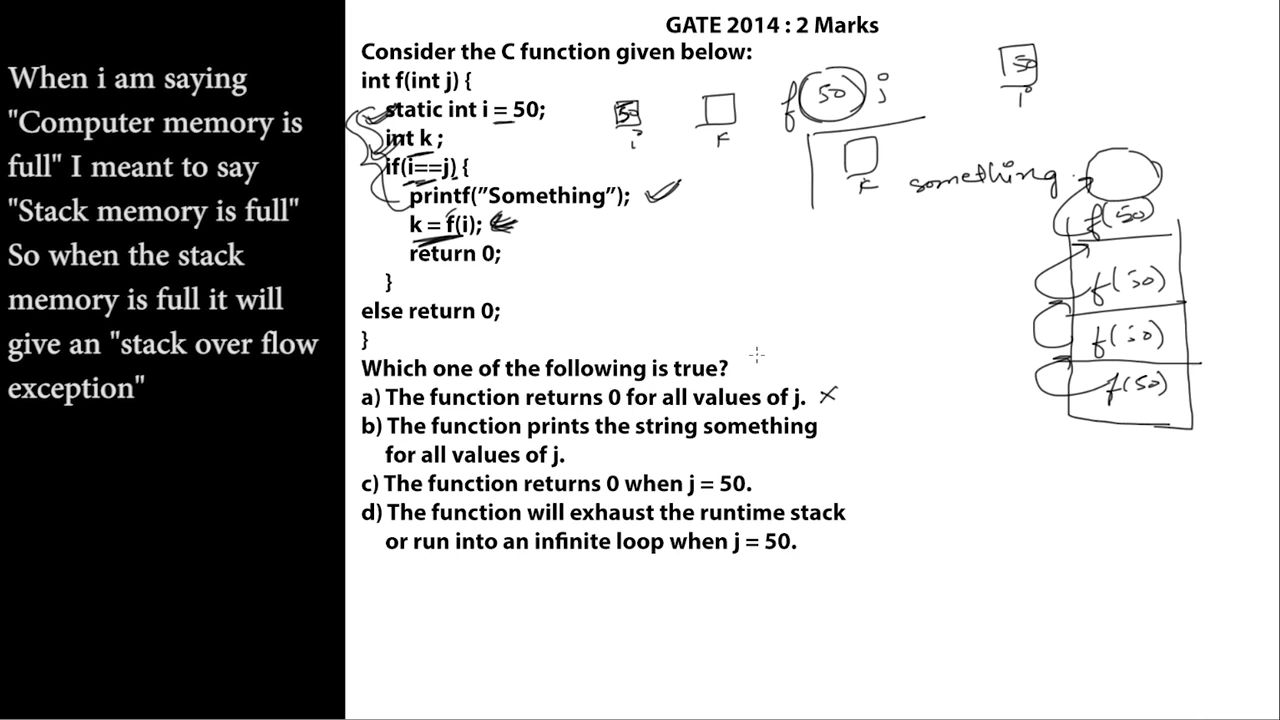 When i am saying
"Computer memory is
full" I meant to say
"Stack memory is full"
So when the stack
memory is full it will
give an "stack over flow
exception"
GATE 2014 : 2 Marks
Consider the C function given below:
int f(int j) {
static int i = 50;
int k ;
if(i==j) {
printf("Something");
k = f(i);
return 0;
}
else return 0;
}
Which one of the following is true?
a) The function returns 0 for all values of j.
b) The function prints the string something
for all values of j.
c) The function returns 0 when j = 50.
d) The function will exhaust the runtime stack
or run into an infinite loop when j = 50.
50
i
k
f(50) j
k
something
50
i
f(50)
f(50)
f(50)
f(50)